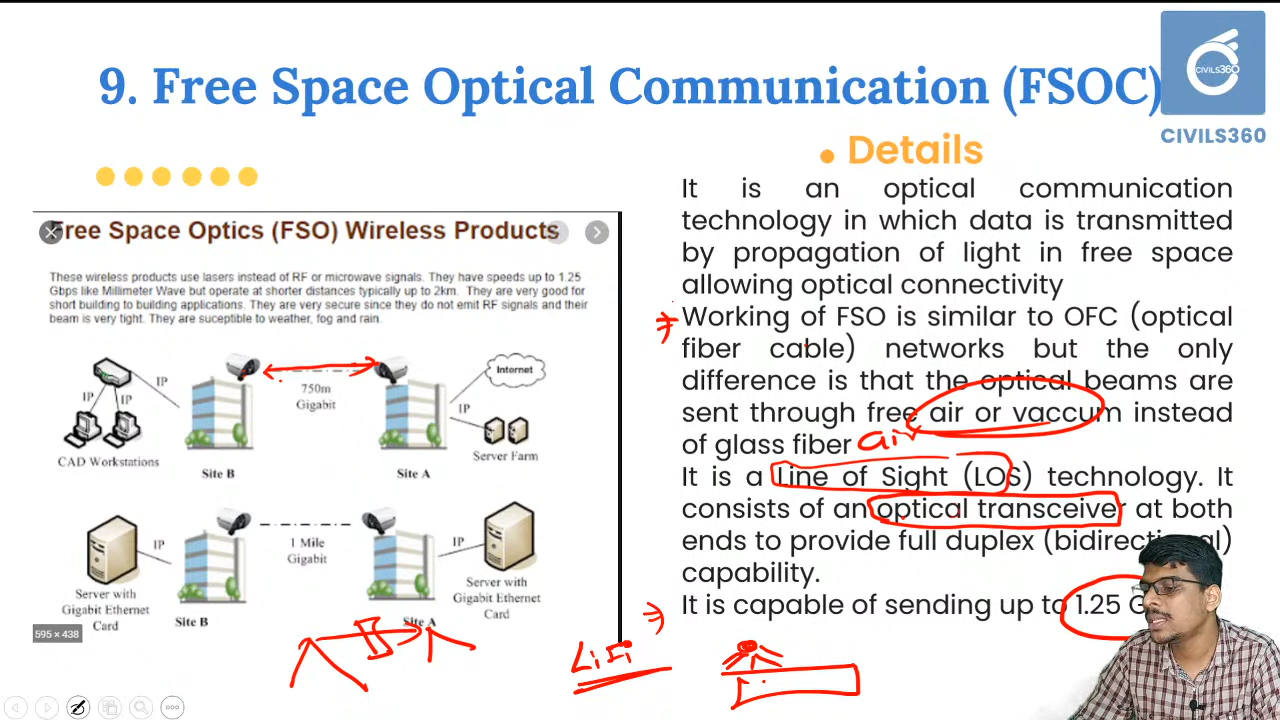 9. Free Space Optical Communication (FSOC)
CIVILS360
CIVILS360
Details
It is an optical communication
technology in which data is transmitted
by propagation of light in free space
allowing optical connectivity
Working of FSO is similar to OFC (optical
fiber cable) networks but the only
difference is that the optical beams are
sent through free air or vaccum instead
of glass fiber air
It is a Line of Sight (LOS) technology. It
consists of an optical transceiver at both
ends to provide full duplex (bidirectional)
capability.
It is capable of sending up to 1.25 G
Free Space Optics (FSO) Wireless Products
These wireless products use lasers instead of RF or microwave signals. They have speeds up to 1.25
Gbps like Millimeter Wave but operate at shorter distances typically up to 2km. They are very good for
short building to building applications. They are very secure since they do not emit RF signals and their
beam is very tight. They are suceptible to weather, fog and rain.
IP
IP
IP
CAD Workstations
750m
Gigabit
Site B
Site A
IP
Internet
Server Farm
IP
Server with
Gigabit Ethernet
Card
1 Mile
Gigabit
Site B
Site A
IP
Server with
Gigabit Ethernet
Card
595 × 438
LiFi